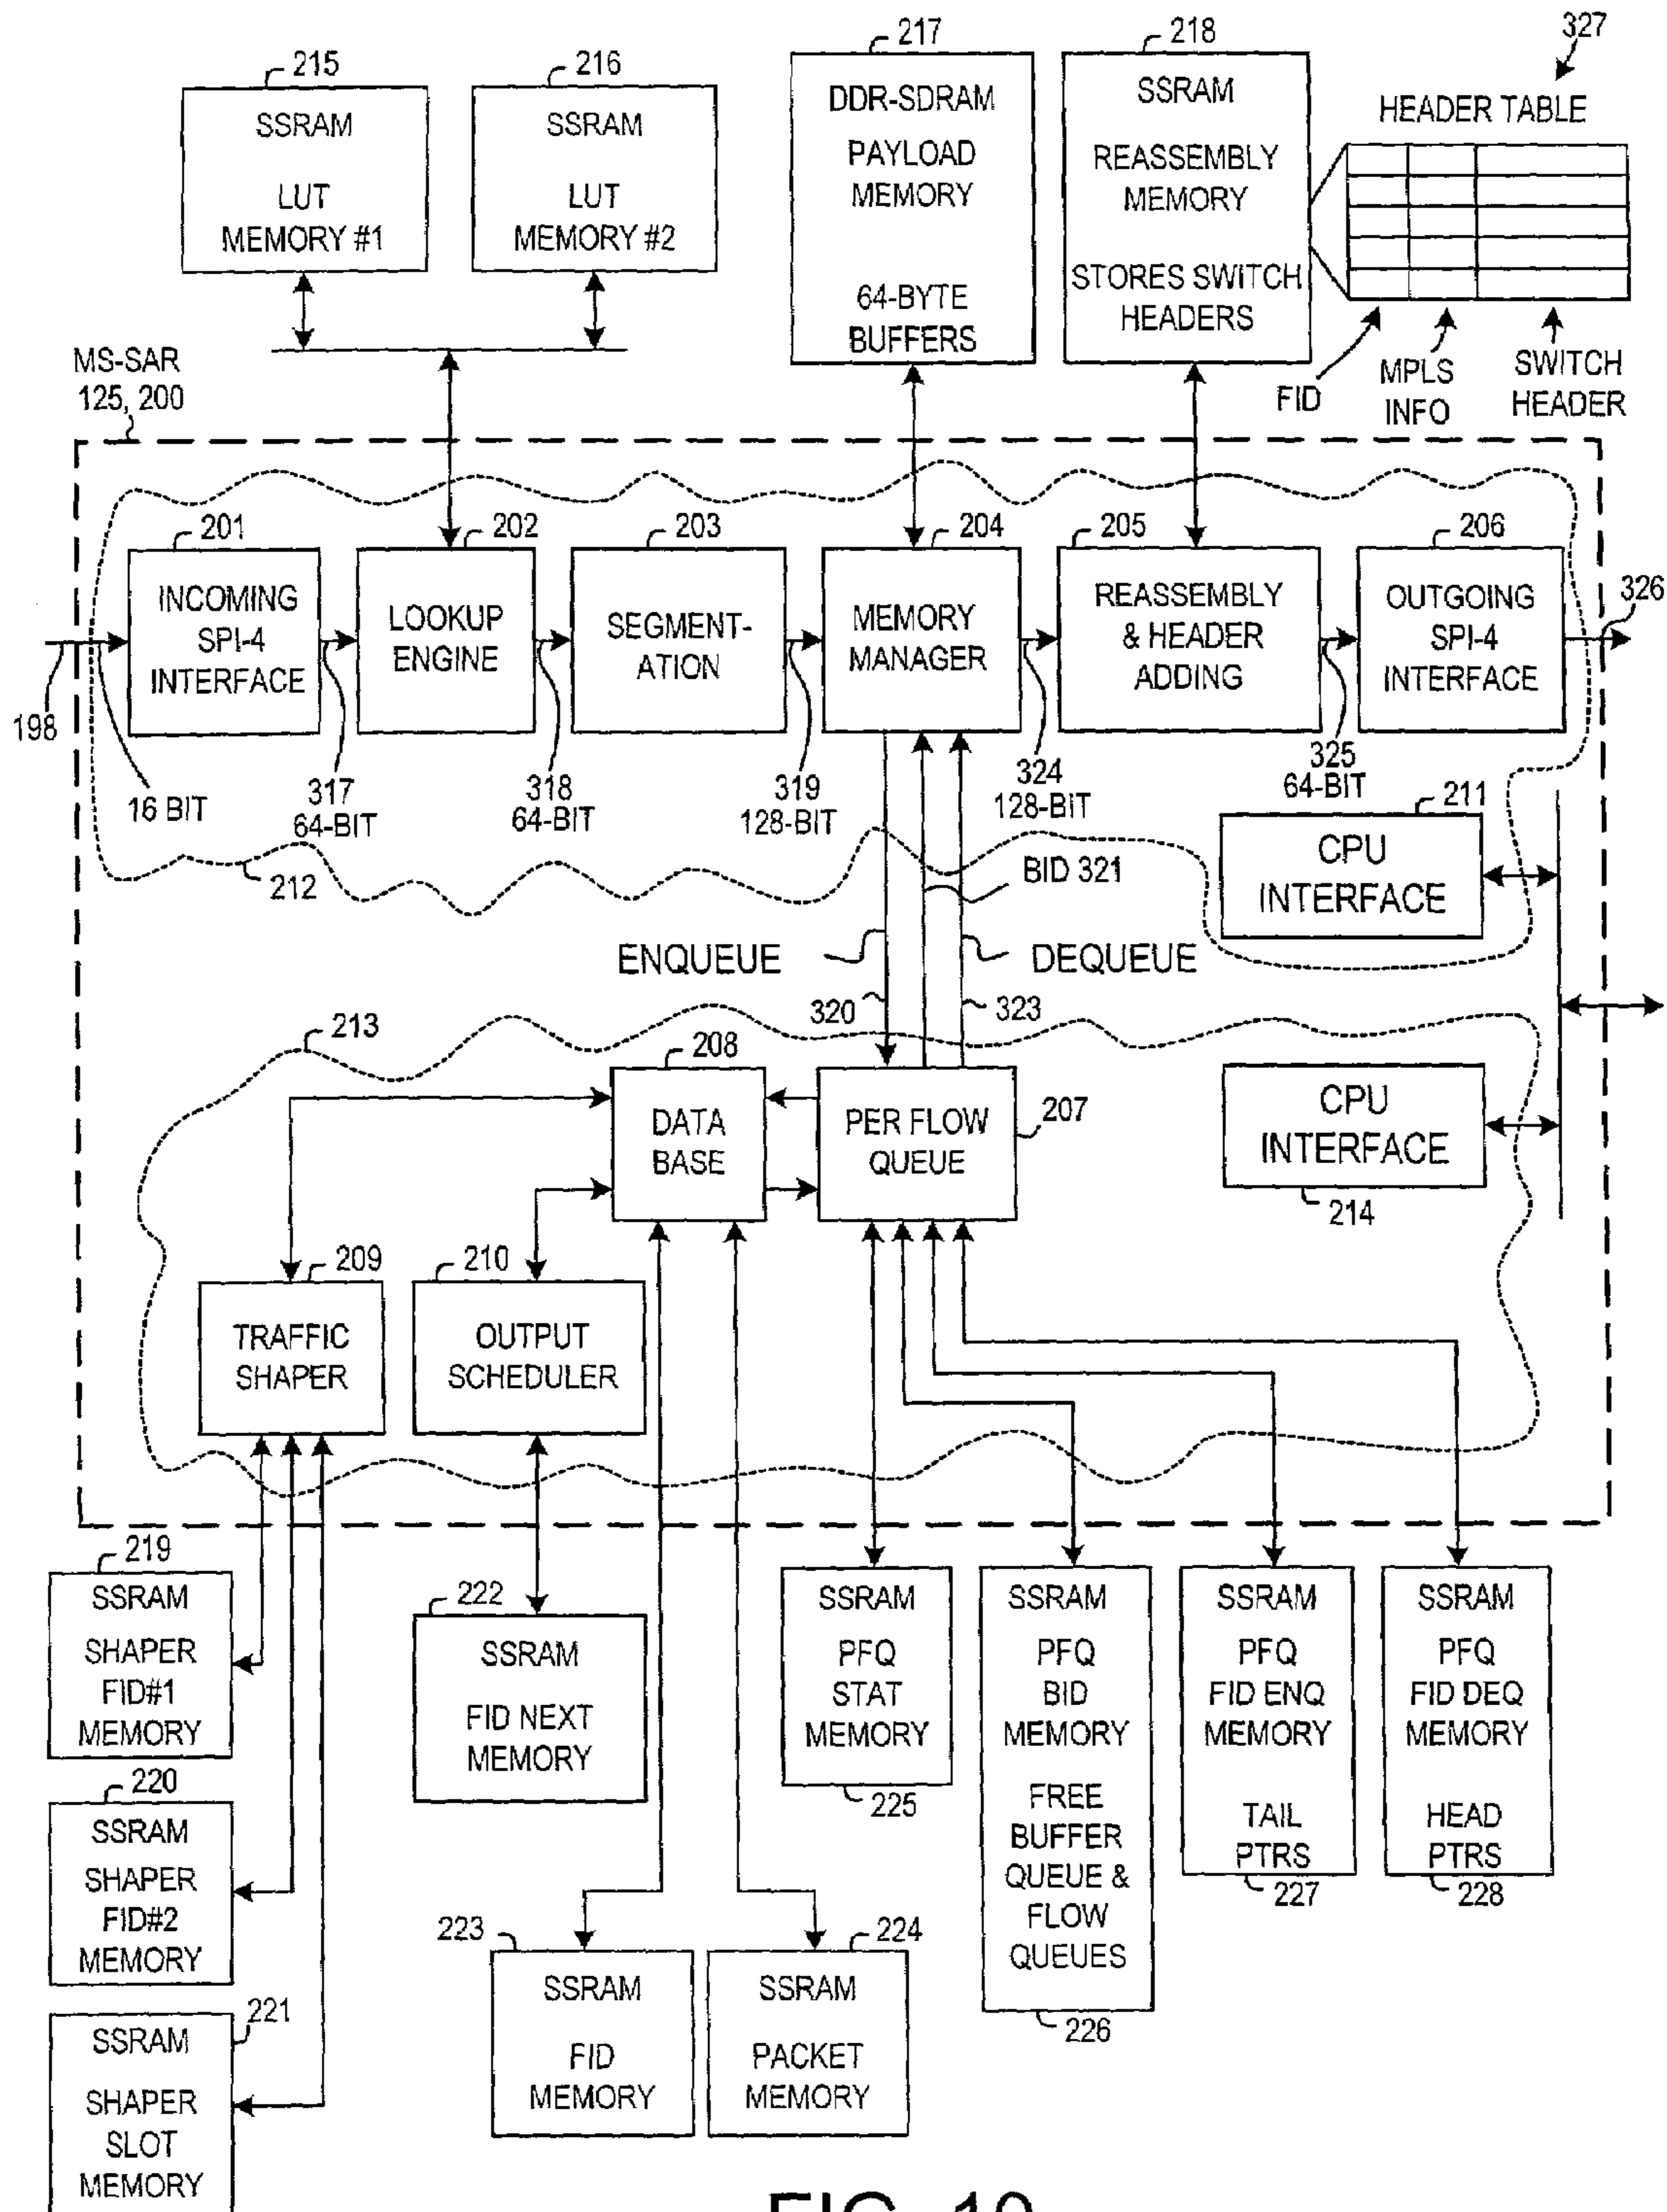 215
SSRAM
LUT
MEMORY #1
216
SSRAM
LUT
MEMORY #2
217
DDR-SDRAM
PAYLOAD
MEMORY
64-BYTE
BUFFERS
218
SSRAM
REASSEMBLY
MEMORY
STORES SWITCH
HEADERS
327
HEADER TABLE
FID
MPLS
INFO
SWITCH
HEADER
MS-SAR
125, 200
201
INCOMING
SPI-4
INTERFACE
202
LOOKUP
ENGINE
203
SEGMENT-
ATION
204
MEMORY
MANAGER
205
REASSEMBLY
& HEADER
ADDING
206
OUTGOING
SPI-4
INTERFACE
326
198
16 BIT
317
64-BIT
318
64-BIT
319
128-BIT
324
128-BIT
325
64-BIT
211
CPU
INTERFACE
212
BID 321
ENQUEUE
DEQUEUE
320
323
213
208
DATA
BASE
PER FLOW
QUEUE
207
CPU
INTERFACE
214
209
TRAFFIC
SHAPER
210
OUTPUT
SCHEDULER
219
SSRAM
SHAPER
FID#1
MEMORY
220
SSRAM
SHAPER
FID#2
MEMORY
221
SSRAM
SHAPER
SLOT
MEMORY
222
SSRAM
FID NEXT
MEMORY
223
SSRAM
FID
MEMORY
224
SSRAM
PACKET
MEMORY
SSRAM
PFQ
STAT
MEMORY
225
SSRAM
PFQ
BID
MEMORY
FREE
BUFFER
QUEUE &
FLOW
QUEUES
226
SSRAM
PFQ
FID ENQ
MEMORY
TAIL
PTRS
227
SSRAM
PFQ
FID DEQ
MEMORY
HEAD
PTRS
228